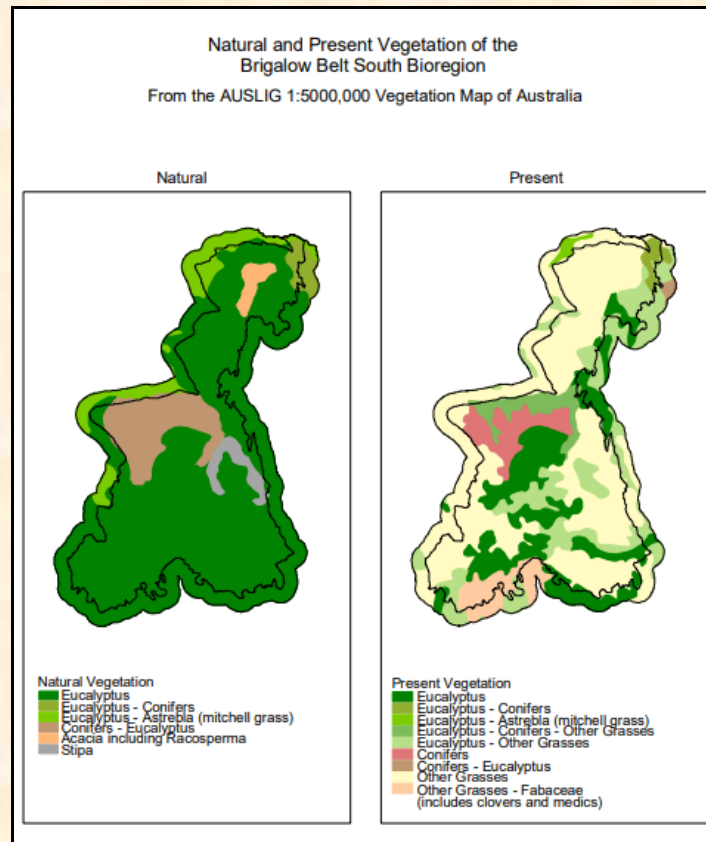 Natural and Present Vegetation of the
Brigalow Belt South Bioregion
From the AUSLIG 1:5000,000 Vegetation Map of Australia
Natural
Present
Natural Vegetation
Eucalyptus
Eucalyptus - Conifers
Eucalyptus - Astrebla (mitchell grass)
Conifers - Eucalyptus
Acacia including Racosperma
Stipa
Present Vegetation
Eucalyptus
Eucalyptus - Conifers
Eucalyptus - Astrebla (mitchell grass)
Eucalyptus - Conifers - Other Grasses
Eucalyptus - Other Grasses
Conifers
Conifers - Eucalyptus
Other Grasses
Other Grasses - Fabaceae
(includes clovers and medics)